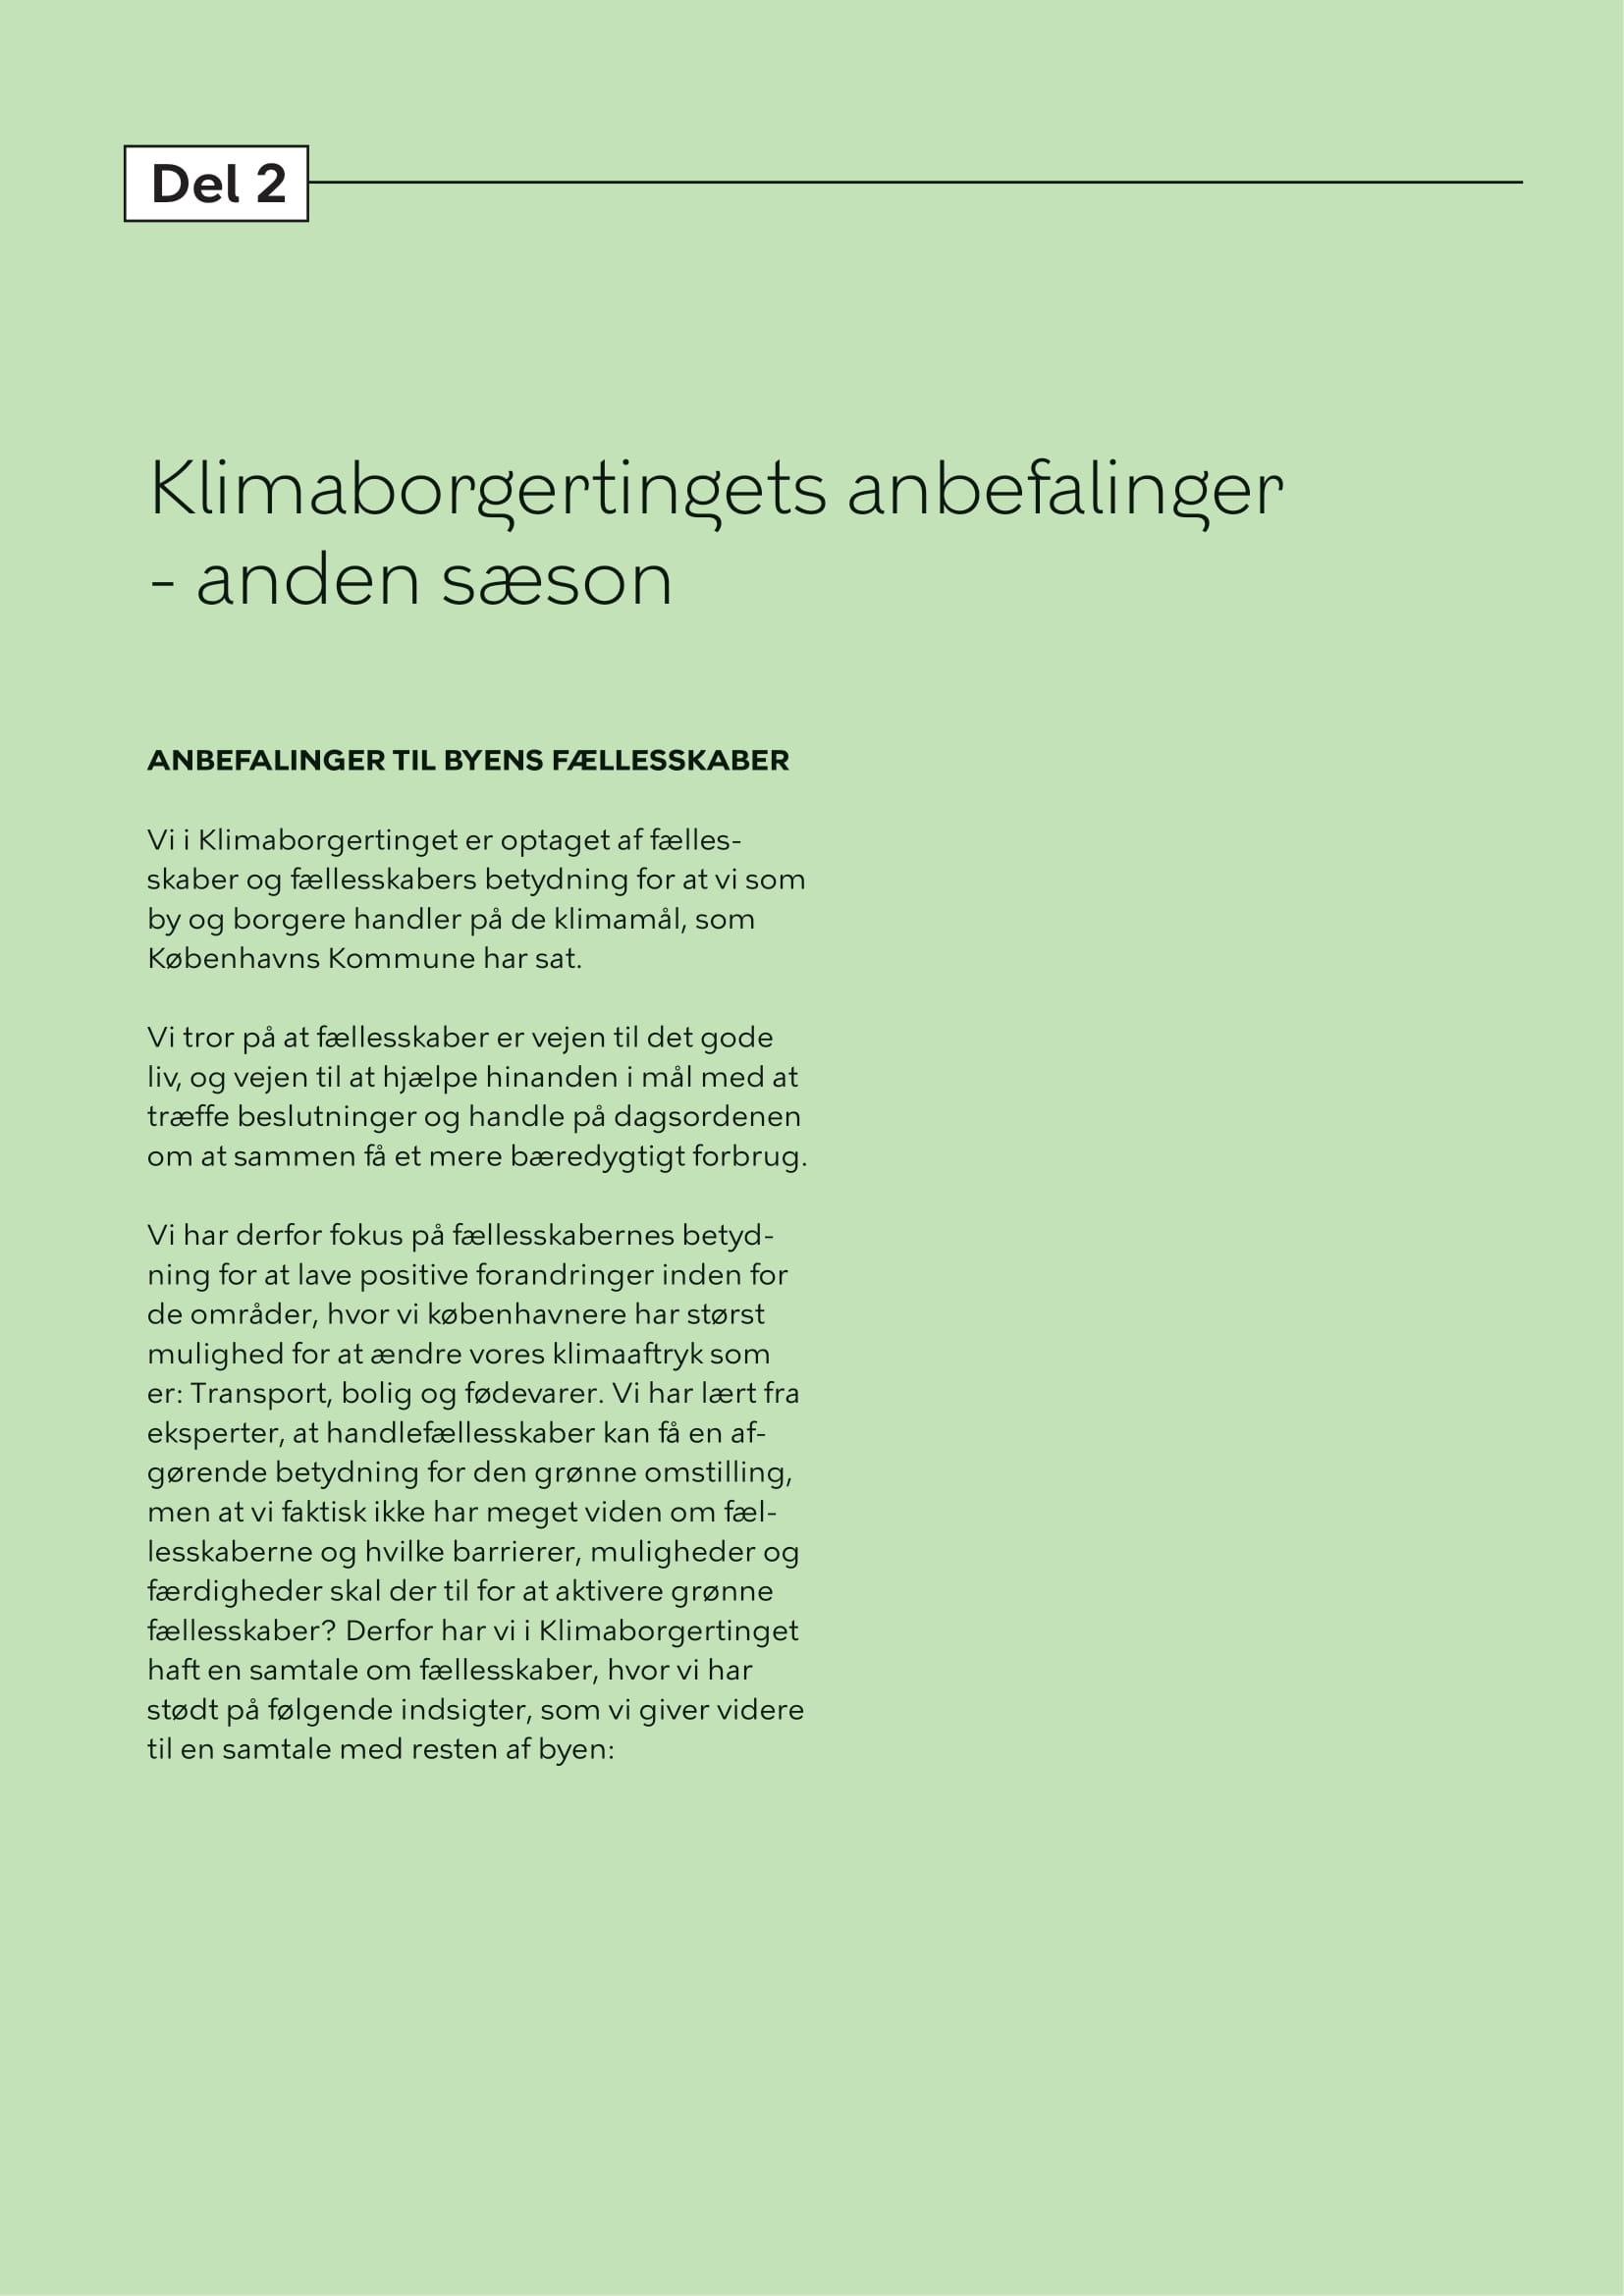 Del 2
Klimaborgertingets anbefalinger
- anden sæson
ANBEFALINGER TIL BYENS FÆLLESSKABER
Vi i Klimaborgertinget er optaget af fælles-
skaber og fællesskabers betydning for at vi som
by og borgere handler på de klimamål, som
Københavns Kommune har sat.
Vi tror på at fællesskaber er vejen til det gode
liv, og vejen til at hjælpe hinanden i mål med at
træffe beslutninger og handle på dagsordenen
om at sammen få et mere bæredygtigt forbrug.
Vi har derfor fokus på fællesskabernes betyd-
ning for at lave positive forandringer inden for
de områder, hvor vi københavnere har størst
mulighed for at ændre vores klimaaftryk som
er: Transport, bolig og fødevarer. Vi har lært fra
eksperter, at handlefællesskaber kan få en af-
gørende betydning for den grønne omstilling,
men at vi faktisk ikke har meget viden om fæl-
lesskaberne og hvilke barrierer, muligheder og
færdigheder skal der til for at aktivere grønne
fællesskaber? Derfor har vi i Klimaborgertinget
haft en samtale om fællesskaber, hvor vi har
stødt på følgende indsigter, som vi giver videre
til en samtale med resten af byen: